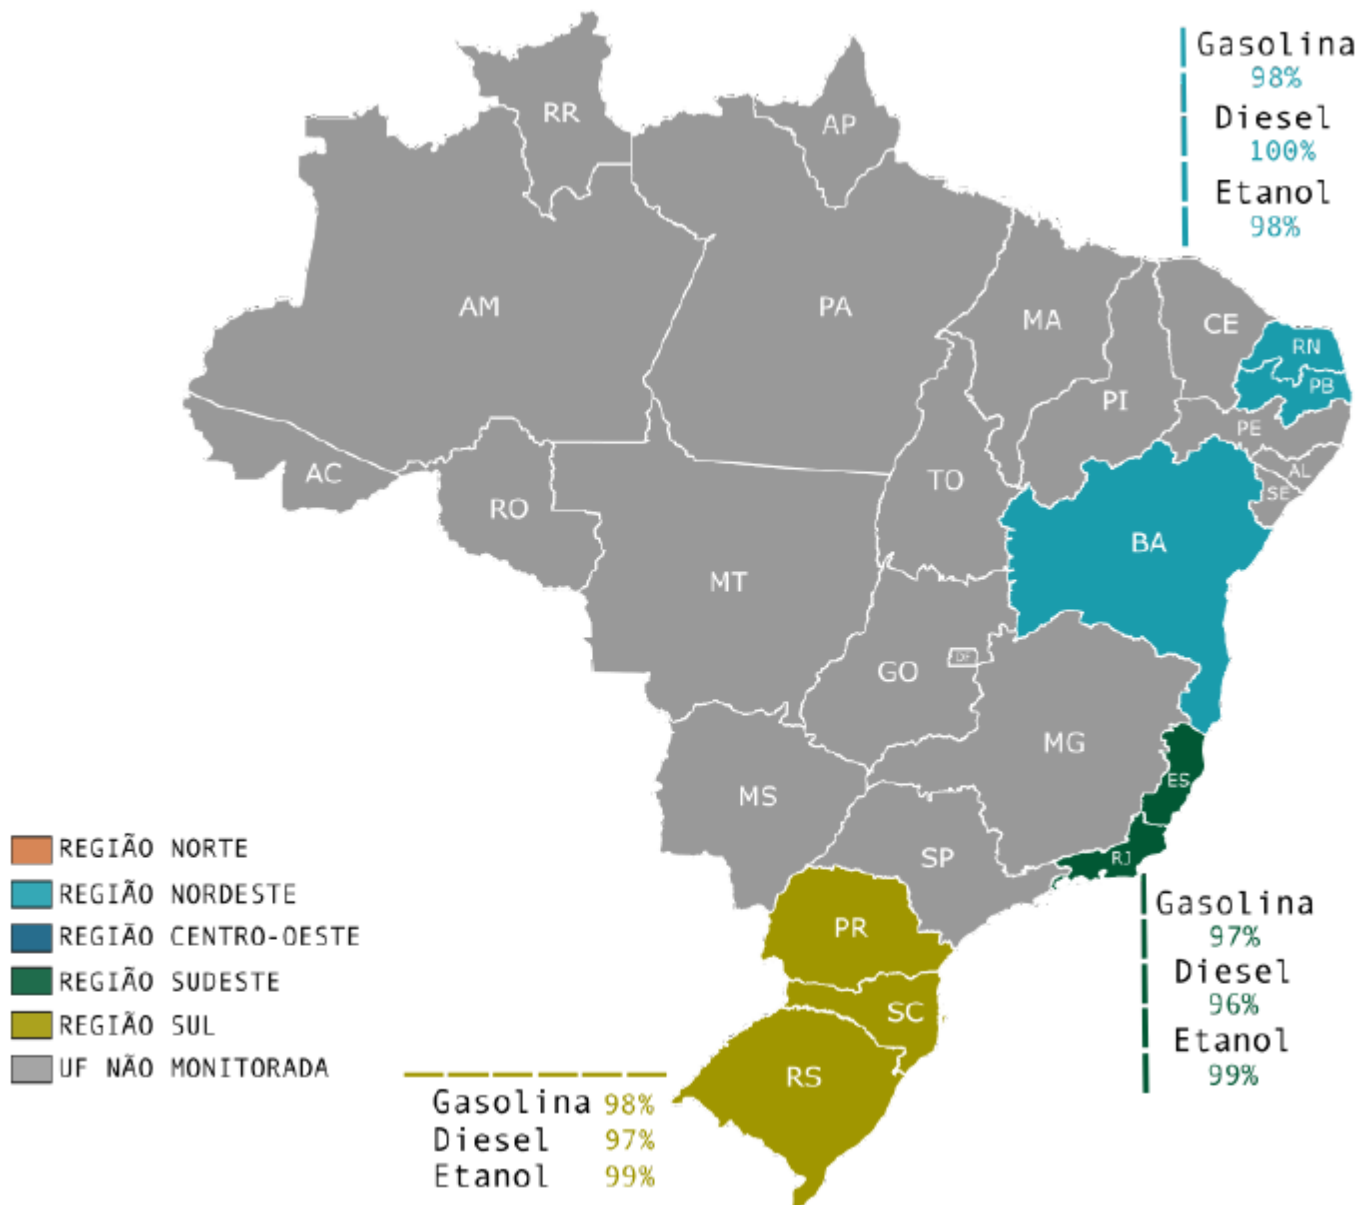 Gasolina
98%
Diesel
100%
Etanol
98%
RR
AP
AM
PA
MA
CE
RN
PB
PI
PE
AC
TO
AL
SE
RO
BA
MT
DF
GO
MG
ES
MS
SP
RJ
REGIÃO NORTE
REGIÃO NORDESTE
REGIÃO CENTRO-OESTE
REGIÃO SUDESTE
REGIÃO SUL
UF NÃO MONITORADA
PR
SC
RS
Gasolina
97%
Diesel
96%
Etanol
99%
Gasolina 98%
Diesel 97%
Etanol 99%